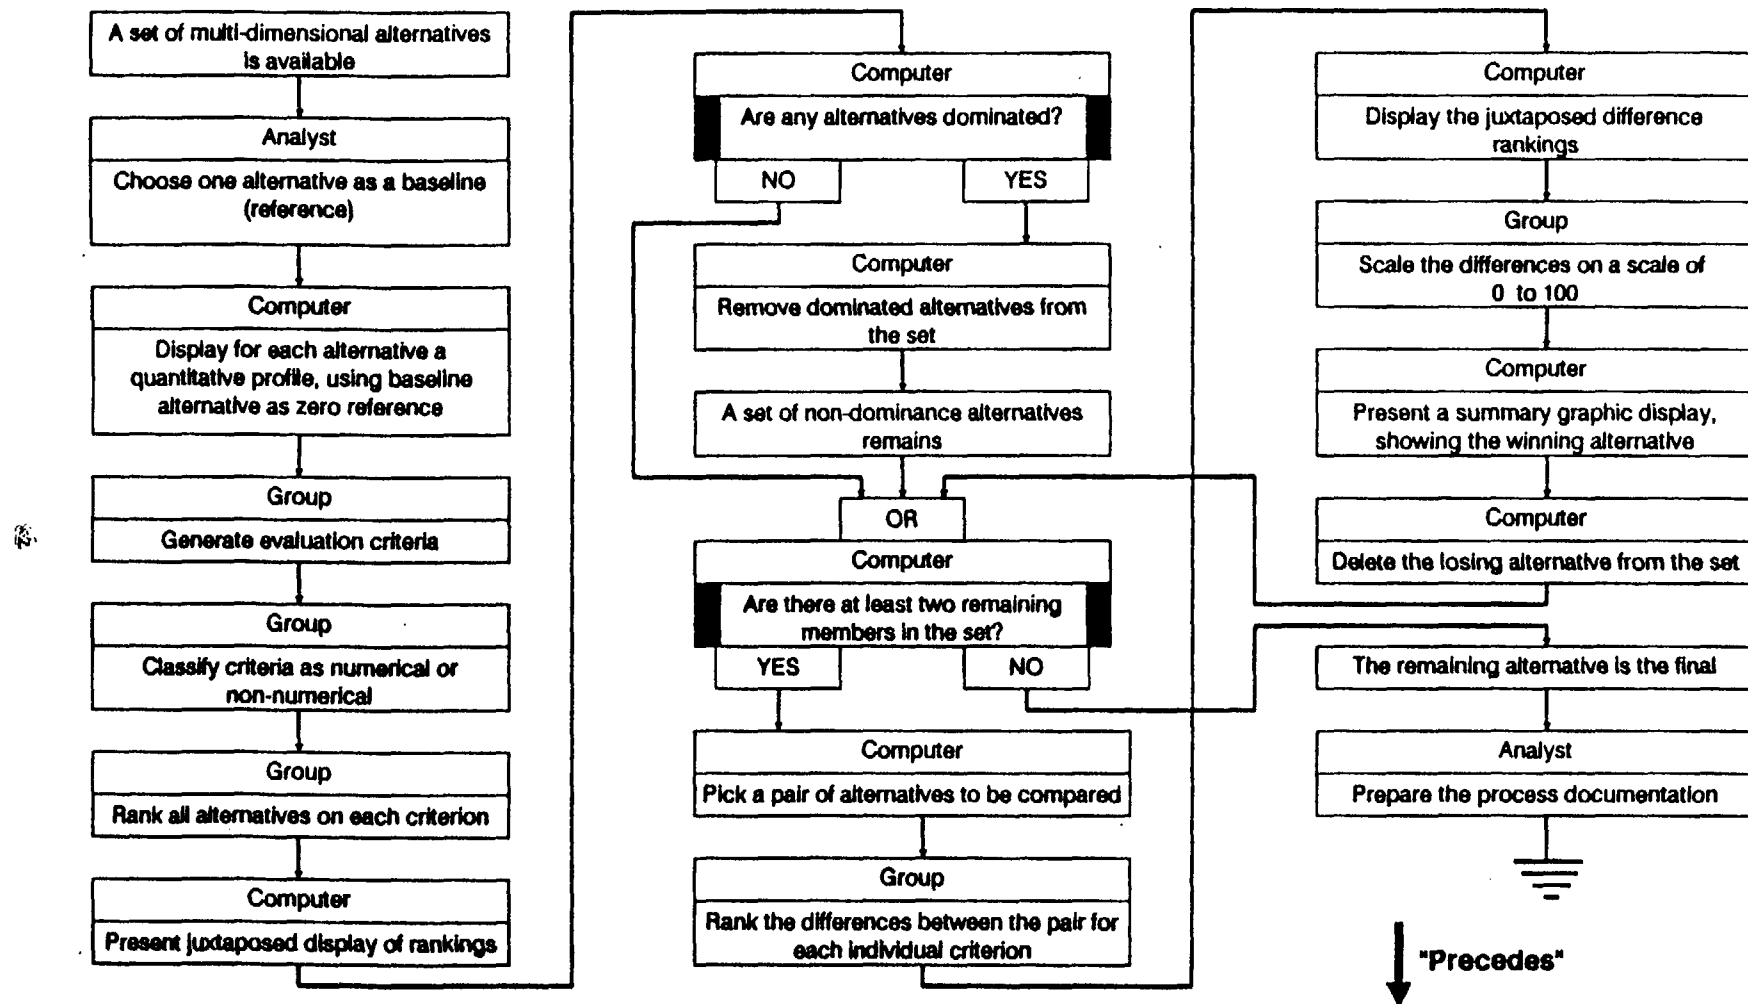 A set of multi-dimensional alternatives
is available
Analyst
Choose one alternative as a baseline
(reference)
Computer
Display for each alternative a
quantitative profile, using baseline
alternative as zero reference
Group
Generate evaluation criteria
Group
Classify criteria as numerical or
non-numerical
Group
Rank all alternatives on each criterion
Computer
Present juxtaposed display of rankings
Computer
Are any alternatives dominated?
NO
YES
Computer
Remove dominated alternatives from
the set
A set of non-dominance alternatives
remains
OR
Computer
Are there at least two remaining
members in the set?
YES
NO
Computer
Pick a pair of alternatives to be compared
Group
Rank the differences between the pair for
each individual criterion
Computer
Display the juxtaposed difference
rankings
Group
Scale the differences on a scale of
0 to 100
Computer
Present a summary graphic display,
showing the winning alternative
Computer
Delete the losing alternative from the set
The remaining alternative is the final
Analyst
Prepare the process documentation
"Precedes"